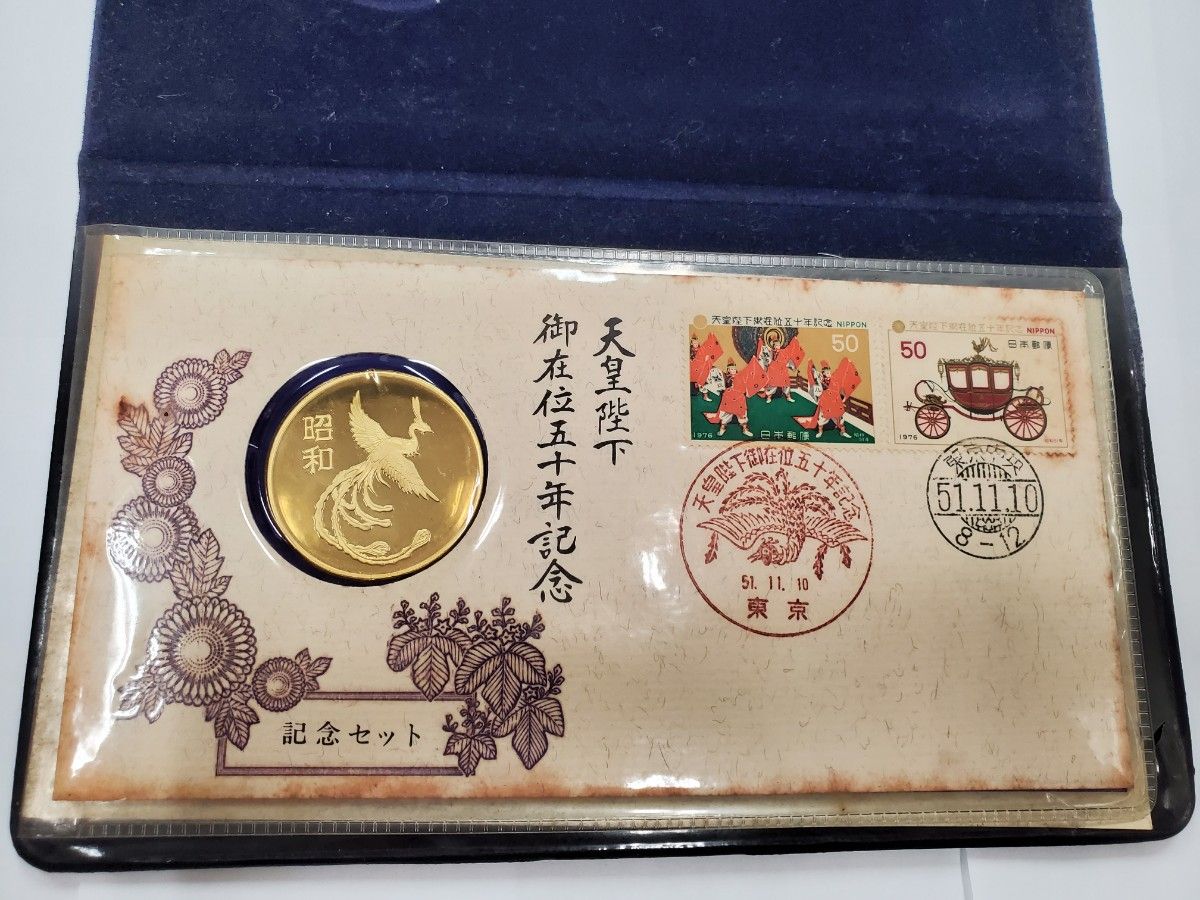 天皇陛下
御在位五十年記念
昭和
記念セット
天皇陛下御在位五十年記念 NIPPON
50
1976
日本郵便
天皇陛下御在位五十年記念 NIPPON
50
日本郵便
1976
天皇陛下御在位五十年記念
51.11.10
東京
51.11.10
8-12